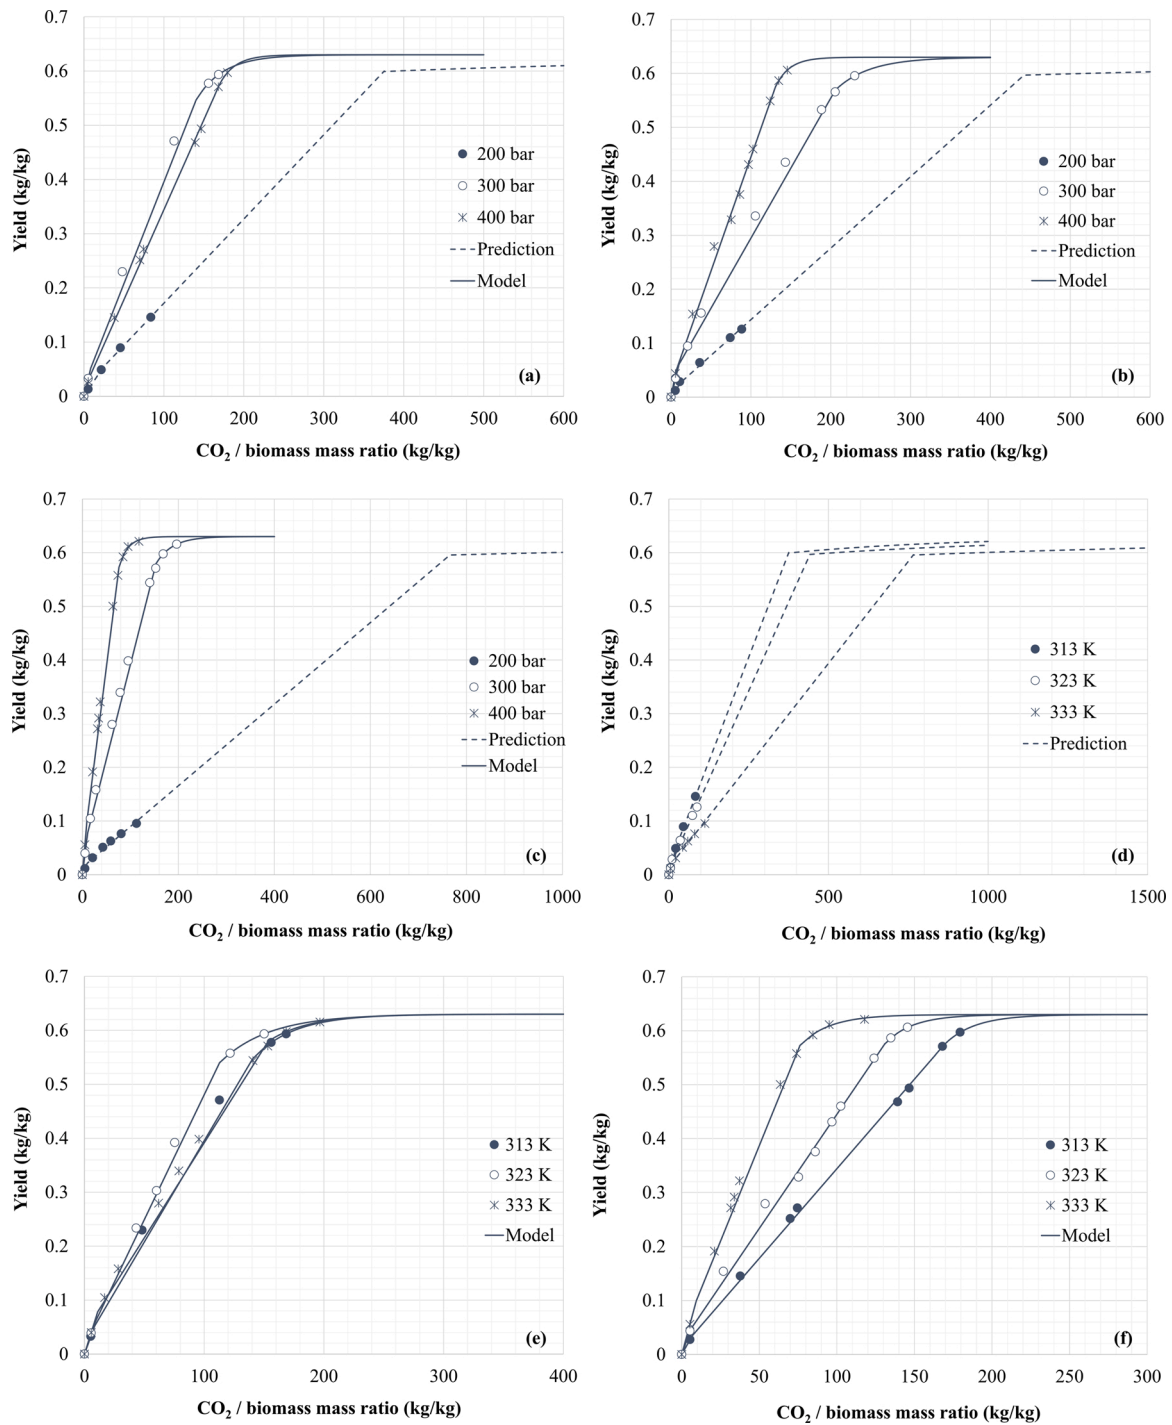 0.7
0.6
0.5
0.4
0.3
0.2
0.1
0
Yield (kg/kg)
200 bar
300 bar
400 bar
Prediction
Model
(a)
0 100 200 300 400 500 600
CO₂ / biomass mass ratio (kg/kg)
0.7
0.6
0.5
0.4
0.3
0.2
0.1
0
Yield (kg/kg)
200 bar
300 bar
400 bar
Prediction
Model
(b)
0 100 200 300 400 500 600
CO₂ / biomass mass ratio (kg/kg)
0.7
0.6
0.5
0.4
0.3
0.2
0.1
0
Yield (kg/kg)
200 bar
300 bar
400 bar
Prediction
Model
(c)
0 200 400 600 800 1000
CO₂ / biomass mass ratio (kg/kg)
0.7
0.6
0.5
0.4
0.3
0.2
0.1
0
Yield (kg/kg)
313 K
323 K
333 K
Prediction
(d)
0 500 1000 1500
CO₂ / biomass mass ratio (kg/kg)
0.7
0.6
0.5
0.4
0.3
0.2
0.1
0
Yield (kg/kg)
313 K
323 K
333 K
Model
(e)
0 100 200 300 400
CO₂ / biomass mass ratio (kg/kg)
0.7
0.6
0.5
0.4
0.3
0.2
0.1
0
Yield (kg/kg)
313 K
323 K
333 K
Model
(f)
0 50 100 150 200 250 300
CO₂ / biomass mass ratio (kg/kg)